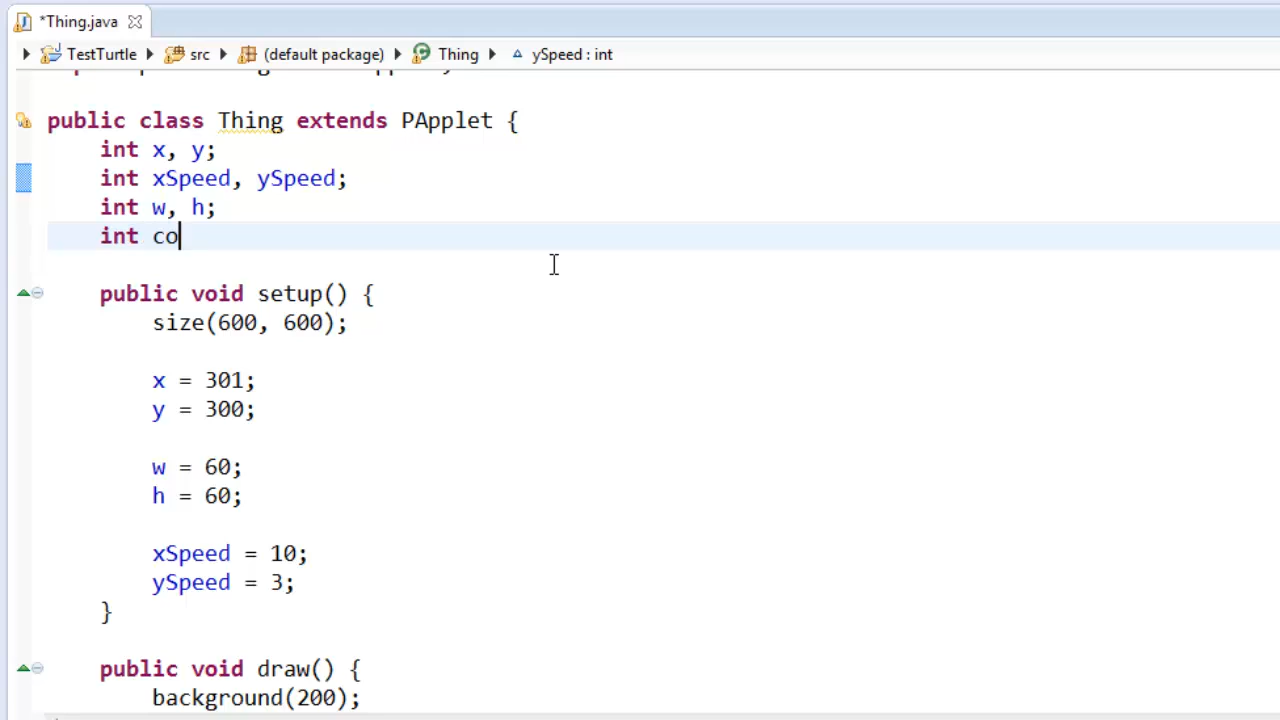 *Thing.java
TestTurtle src (default package) Thing ySpeed : int
public class Thing extends PApplet {
int x, y;
int xSpeed, ySpeed;
int w, h;
int co
public void setup() {
size(600, 600);
x = 301;
y = 300;
w = 60;
h = 60;
xSpeed = 10;
ySpeed = 3;
}
public void draw() {
background(200);